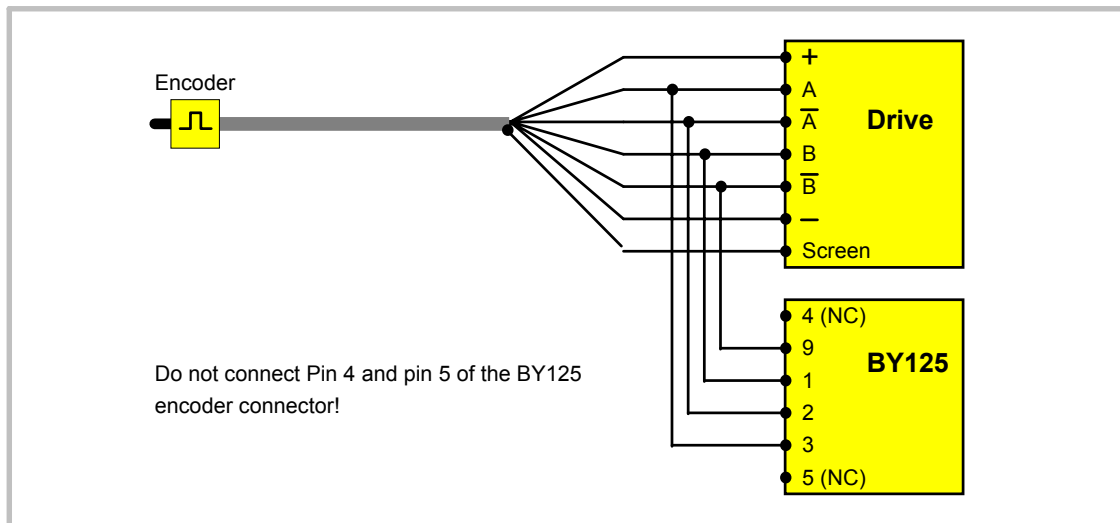 Encoder
+
A
A̅
B
B̅
−
Screen
Drive
4 (NC)
9
1
2
3
5 (NC)
BY125
Do not connect Pin 4 and pin 5 of the BY125
encoder connector!